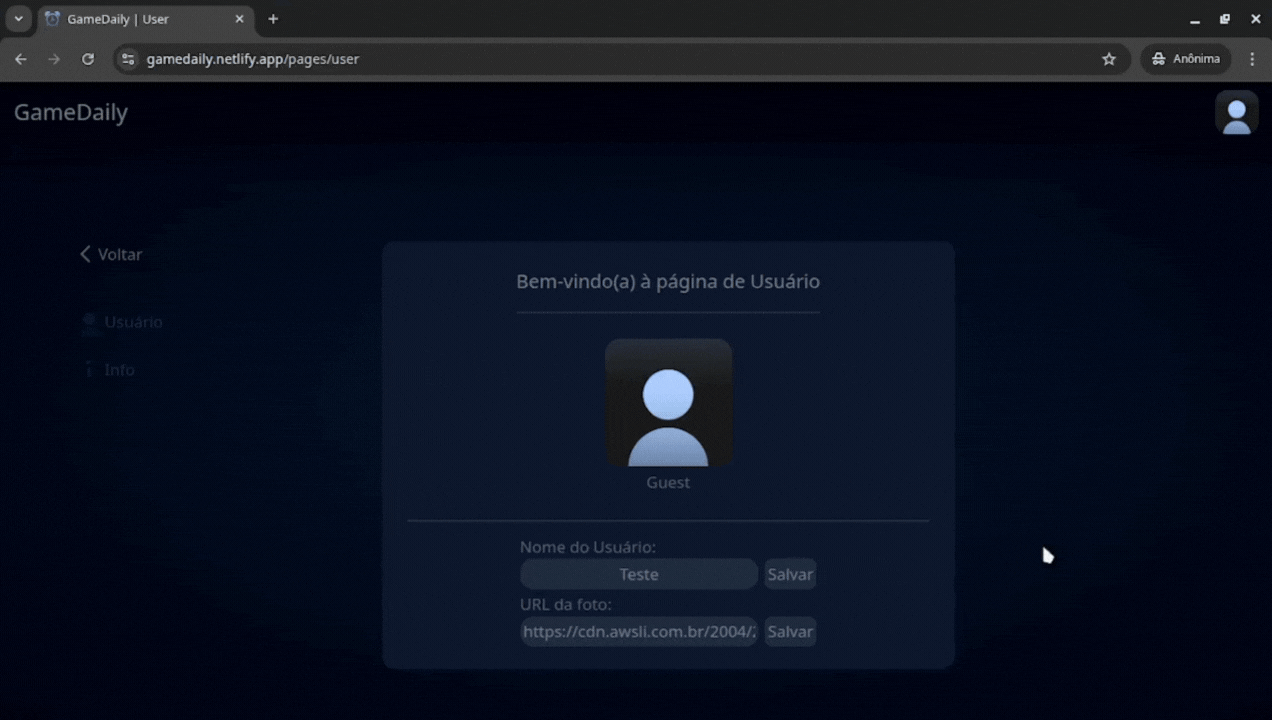 GameDaily | User
gamedaily.netlify.app/pages/user
Anônima
GameDaily
Voltar
Usuário
Info
Bem-vindo(a) à página de Usuário
Guest
Nome do Usuário:
Teste
Salvar
URL da foto:
https://cdn.awsli.com.br/2004/2
Salvar